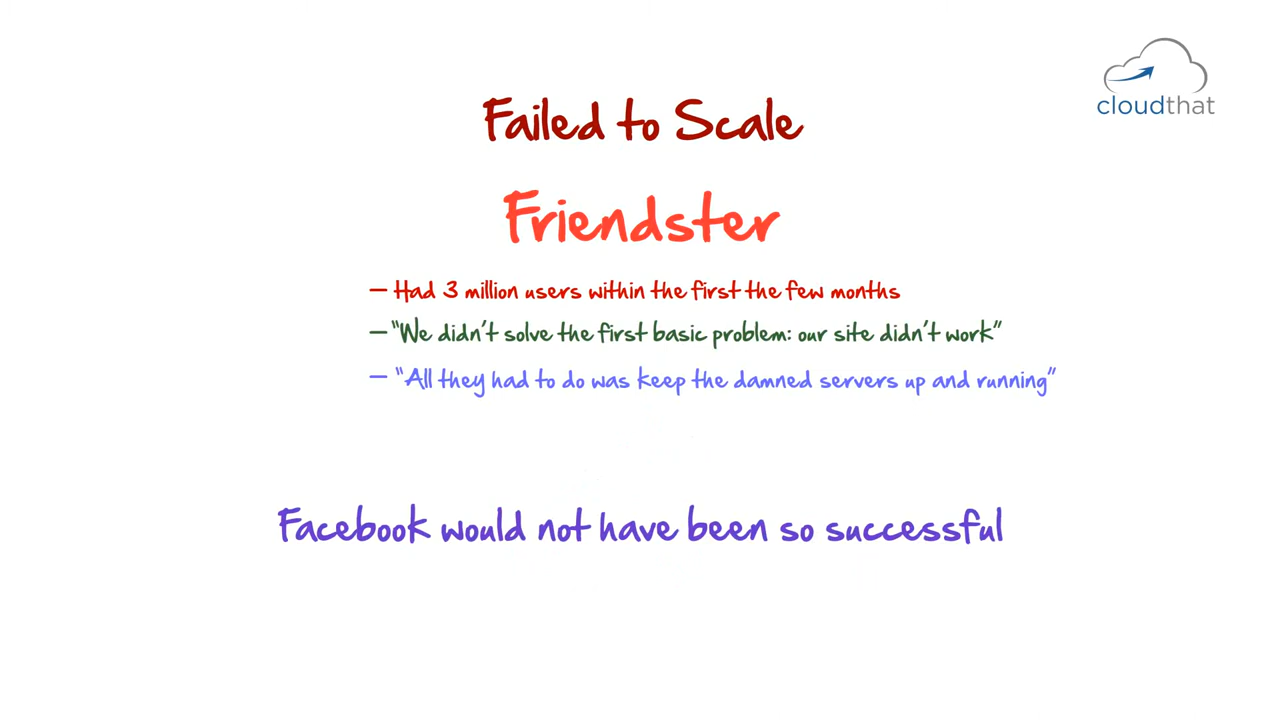 cloudthat
Failed to Scale
Friendster
– Had 3 million users within the first the few months
– "We didn't solve the first basic problem: our site didn't work"
– "All they had to do was keep the damned servers up and running"
Facebook would not have been so successful